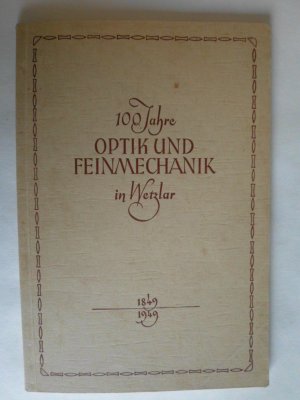 100 Jahre
OPTIK UND
FEINMECHANIK
in Wetzlar
1849
1949